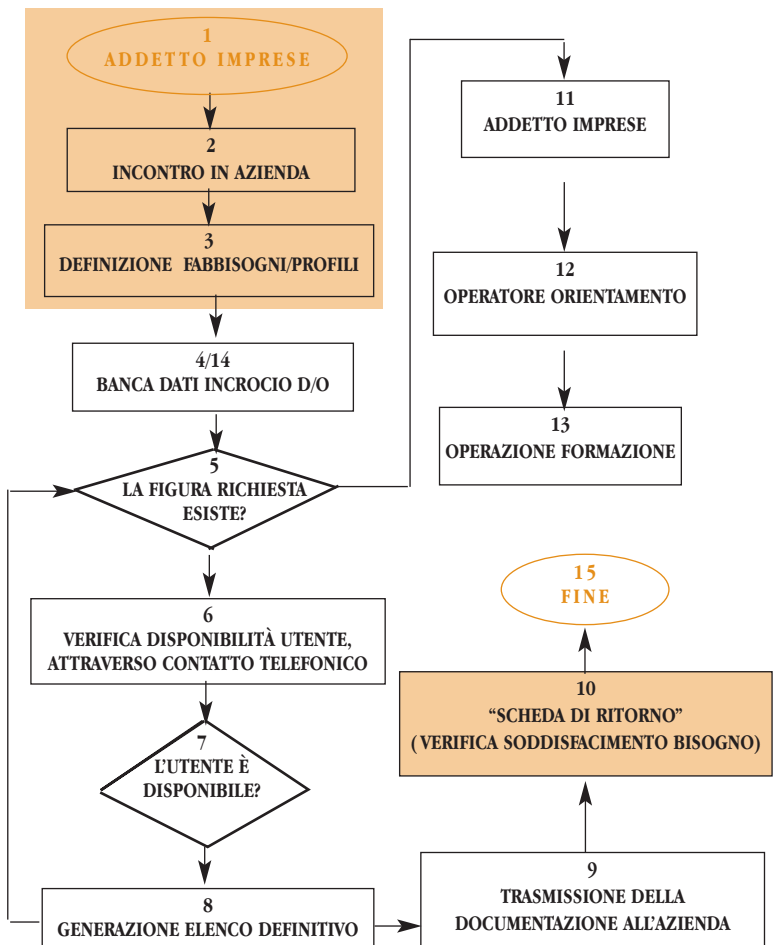 1
ADDETTO IMPRESE
2
INCONTRO IN AZIENDA
3
DEFINIZIONE FABBISOGNI/PROFILI
4/14
BANCA DATI INCROCIO D/O
5
LA FIGURA RICHIESTA
ESISTE?
6
VERIFICA DISPONIBILITÀ UTENTE,
ATTRAVERSO CONTATTO TELEFONICO
7
L'UTENTE È
DISPONIBILE?
8
GENERAZIONE ELENCO DEFINITIVO
9
TRASMISSIONE DELLA
DOCUMENTAZIONE ALL'AZIENDA
10
“SCHEDA DI RITORNO”
( VERIFICA SODDISFACIMENTO BISOGNO)
11
ADDETTO IMPRESE
12
OPERATORE ORIENTAMENTO
13
OPERAZIONE FORMAZIONE
15
FINE